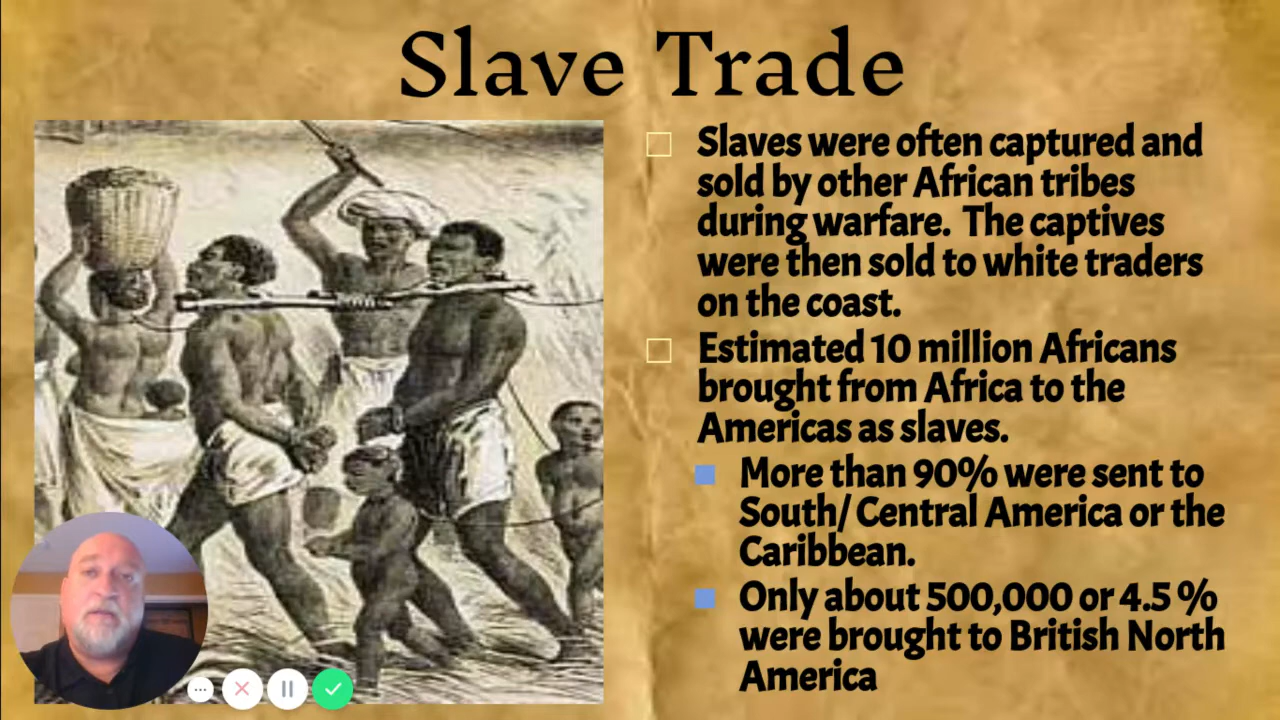 Slave Trade
Slaves were often captured and
sold by other African tribes
during warfare. The captives
were then sold to white traders
on the coast.
Estimated 10 million Africans
brought from Africa to the
Americas as slaves.
More than 90% were sent to
South/ Central America or the
Caribbean.
Only about 500,000 or 4.5 %
were brought to British North
America